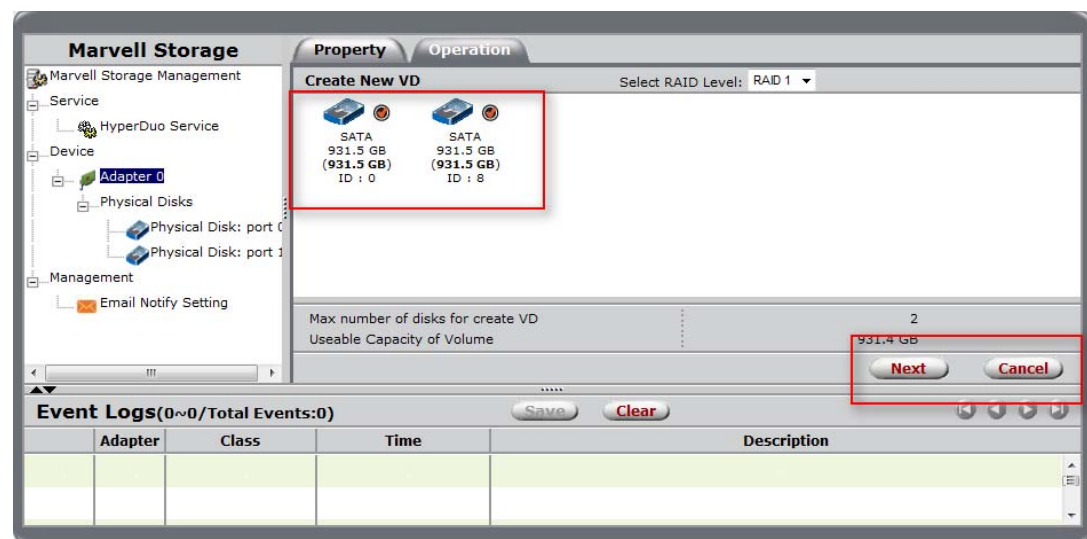 Marvell Storage
Marvell Storage Management
Service
HyperDuo Service
Device
Adapter 0
Physical Disks
Physical Disk: port 0
Physical Disk: port 1
Management
Email Notify Setting
Property Operation
Create New VD Select RAID Level: RAID 1
SATA SATA
931.5 GB 931.5 GB
(931.5 GB) (931.5 GB)
ID : 0 ID : 8
Max number of disks for create VD 2
Useable Capacity of Volume 931.4 GB
Next Cancel
Event Logs(0~0/Total Events:0) Save Clear
Adapter Class Time Description